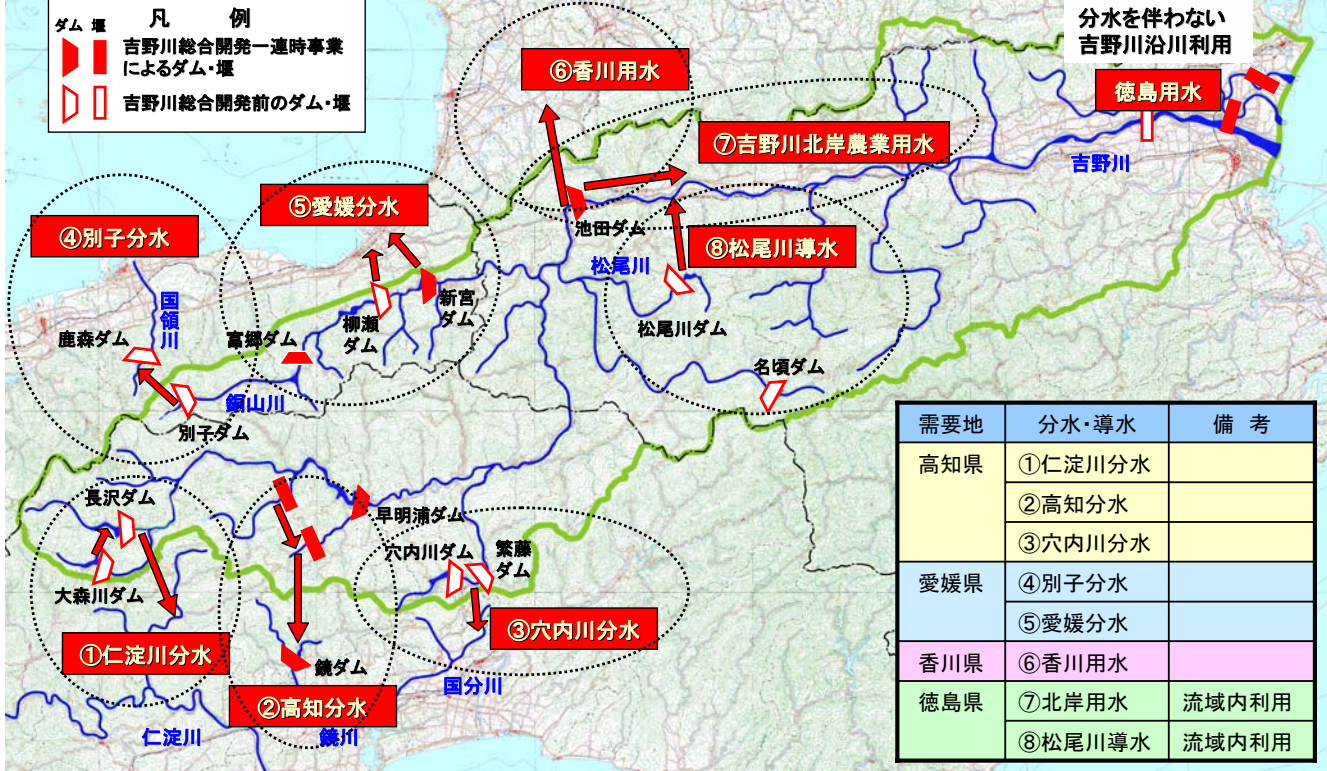 凡　例
ダム 堰
吉野川総合開発一連時事業
によるダム・堰
吉野川総合開発前のダム・堰
分水を伴わない
吉野川沿川利用
徳島用水
吉野川
⑥香川用水
⑦吉野川北岸農業用水
池田ダム
⑧松尾川導水
松尾川
松尾川ダム
名頃ダム
⑤愛媛分水
新宮
ダム
柳瀬
ダム
富郷ダム
銅山川
④別子分水
国領川
鹿森ダム
別子ダム
長沢ダム
大森川ダム
①仁淀川分水
仁淀川
早明浦ダム
鏡ダム
②高知分水
鏡川
穴内川ダム
繁藤
ダム
③穴内川分水
国分川
需要地 分水・導水 備 考
高知県 ①仁淀川分水
②高知分水
③穴内川分水
愛媛県 ④別子分水
⑤愛媛分水
香川県 ⑥香川用水
徳島県 ⑦北岸用水 流域内利用
⑧松尾川導水 流域内利用